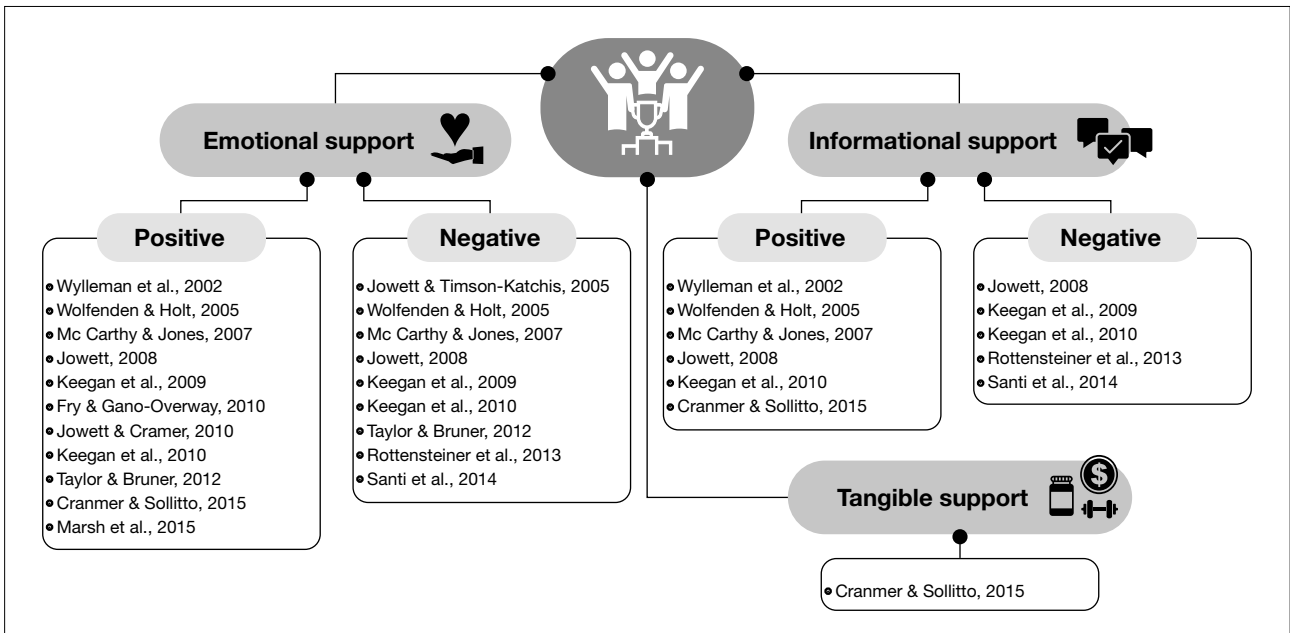 Emotional support
Positive
Wylleman et al., 2002
Wolfenden & Holt, 2005
Mc Carthy & Jones, 2007
Jowett, 2008
Keegan et al., 2009
Fry & Gano-Overway, 2010
Jowett & Cramer, 2010
Keegan et al., 2010
Taylor & Bruner, 2012
Cranmer & Sollitto, 2015
Marsh et al., 2015
Negative
Jowett & Timson-Katchis, 2005
Wolfenden & Holt, 2005
Mc Carthy & Jones, 2007
Jowett, 2008
Keegan et al., 2009
Keegan et al., 2010
Taylor & Bruner, 2012
Rottensteiner et al., 2013
Santi et al., 2014
Informational support
Positive
Wylleman et al., 2002
Wolfenden & Holt, 2005
Mc Carthy & Jones, 2007
Jowett, 2008
Keegan et al., 2010
Cranmer & Sollitto, 2015
Negative
Jowett, 2008
Keegan et al., 2009
Keegan et al., 2010
Rottensteiner et al., 2013
Santi et al., 2014
Tangible support
$
Cranmer & Sollitto, 2015